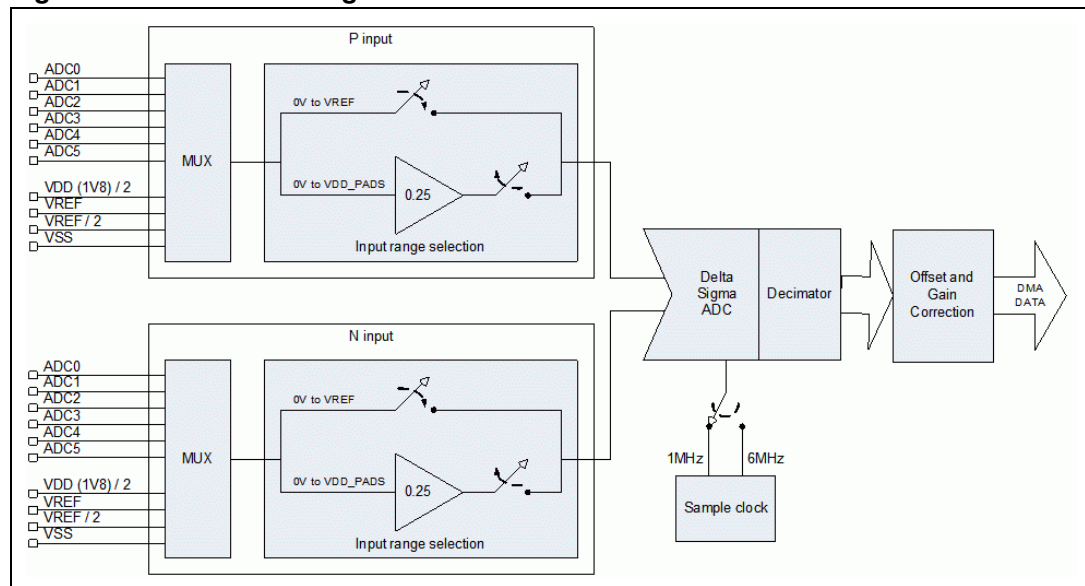 P input
ADC0
ADC1
ADC2
ADC3
ADC4
ADC5
VDD (1V8) / 2
VREF
VREF / 2
VSS
MUX
0V to VREF
0V to VDD_PADS
0.25
Input range selection
Delta
Sigma
ADC
Decimator
Offset and
Gain
Correction
DMA
DATA
N input
ADC0
ADC1
ADC2
ADC3
ADC4
ADC5
VDD (1V8) / 2
VREF
VREF / 2
VSS
MUX
0V to VREF
0V to VDD_PADS
0.25
Input range selection
1MHz
6MHz
Sample clock